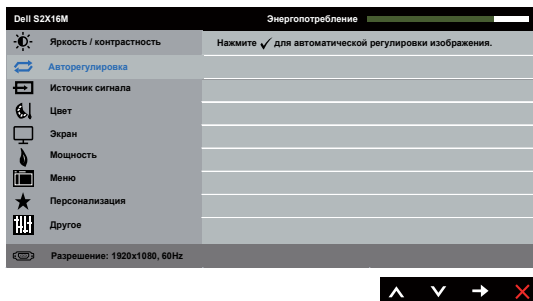 Dell S2X16M Энергопотребление
Яркость / контрастность
Нажмите ✓ для автоматической регулировки изображения.
Авторегулировка
Источник сигнала
Цвет
Экран
Мощность
Меню
Персонализация
Другое
Разрешение: 1920x1080, 60Hz